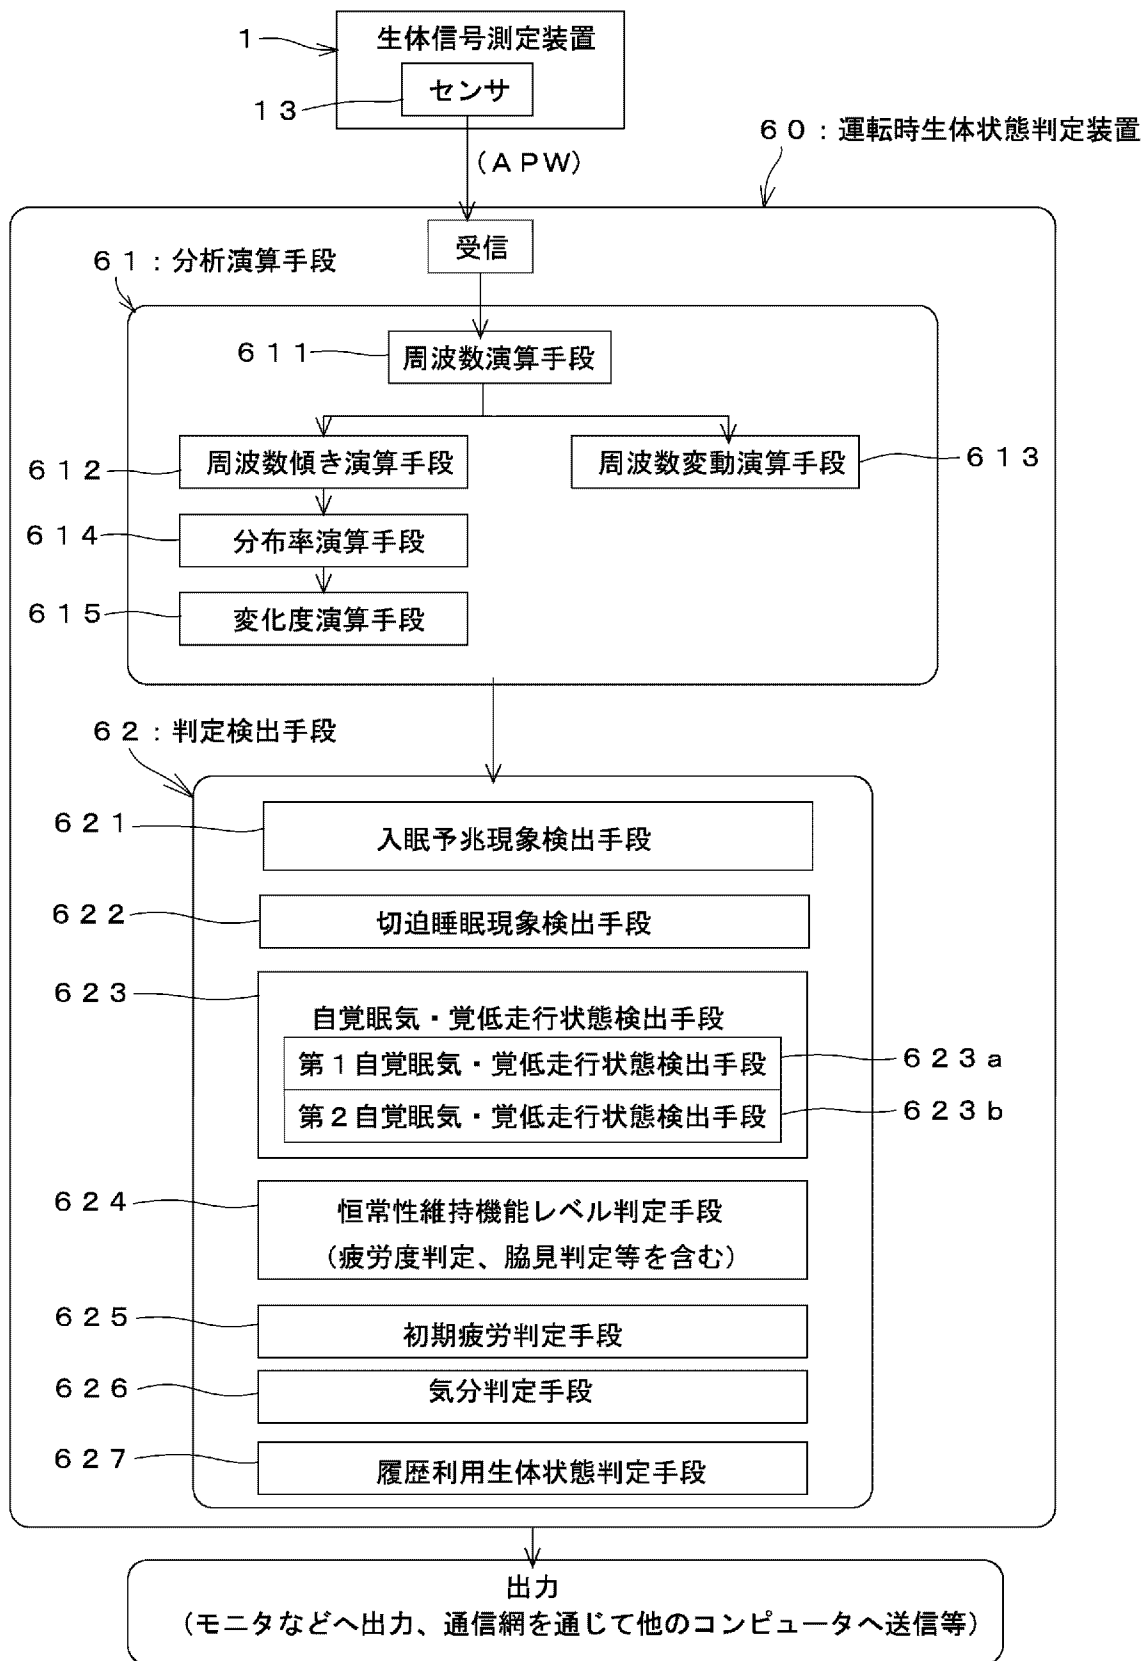 1
生体信号測定装置
センサ
13
60：運転時生体状態判定装置
(APW)
受信
61：分析演算手段
611
周波数演算手段
612
周波数傾き演算手段
周波数変動演算手段
613
614
分布率演算手段
615
変化度演算手段
62：判定検出手段
621
入眠予兆現象検出手段
622
切迫睡眠現象検出手段
623
自覚眠気・覚低走行状態検出手段
第1自覚眠気・覚低走行状態検出手段
623a
第2自覚眠気・覚低走行状態検出手段
623b
624
恒常性維持機能レベル判定手段
（疲労度判定、脇見判定等を含む）
625
初期疲労判定手段
626
気分判定手段
627
履歴利用生体状態判定手段
出力
（モニタなどへ出力、通信網を通じて他のコンピュータへ送信等）